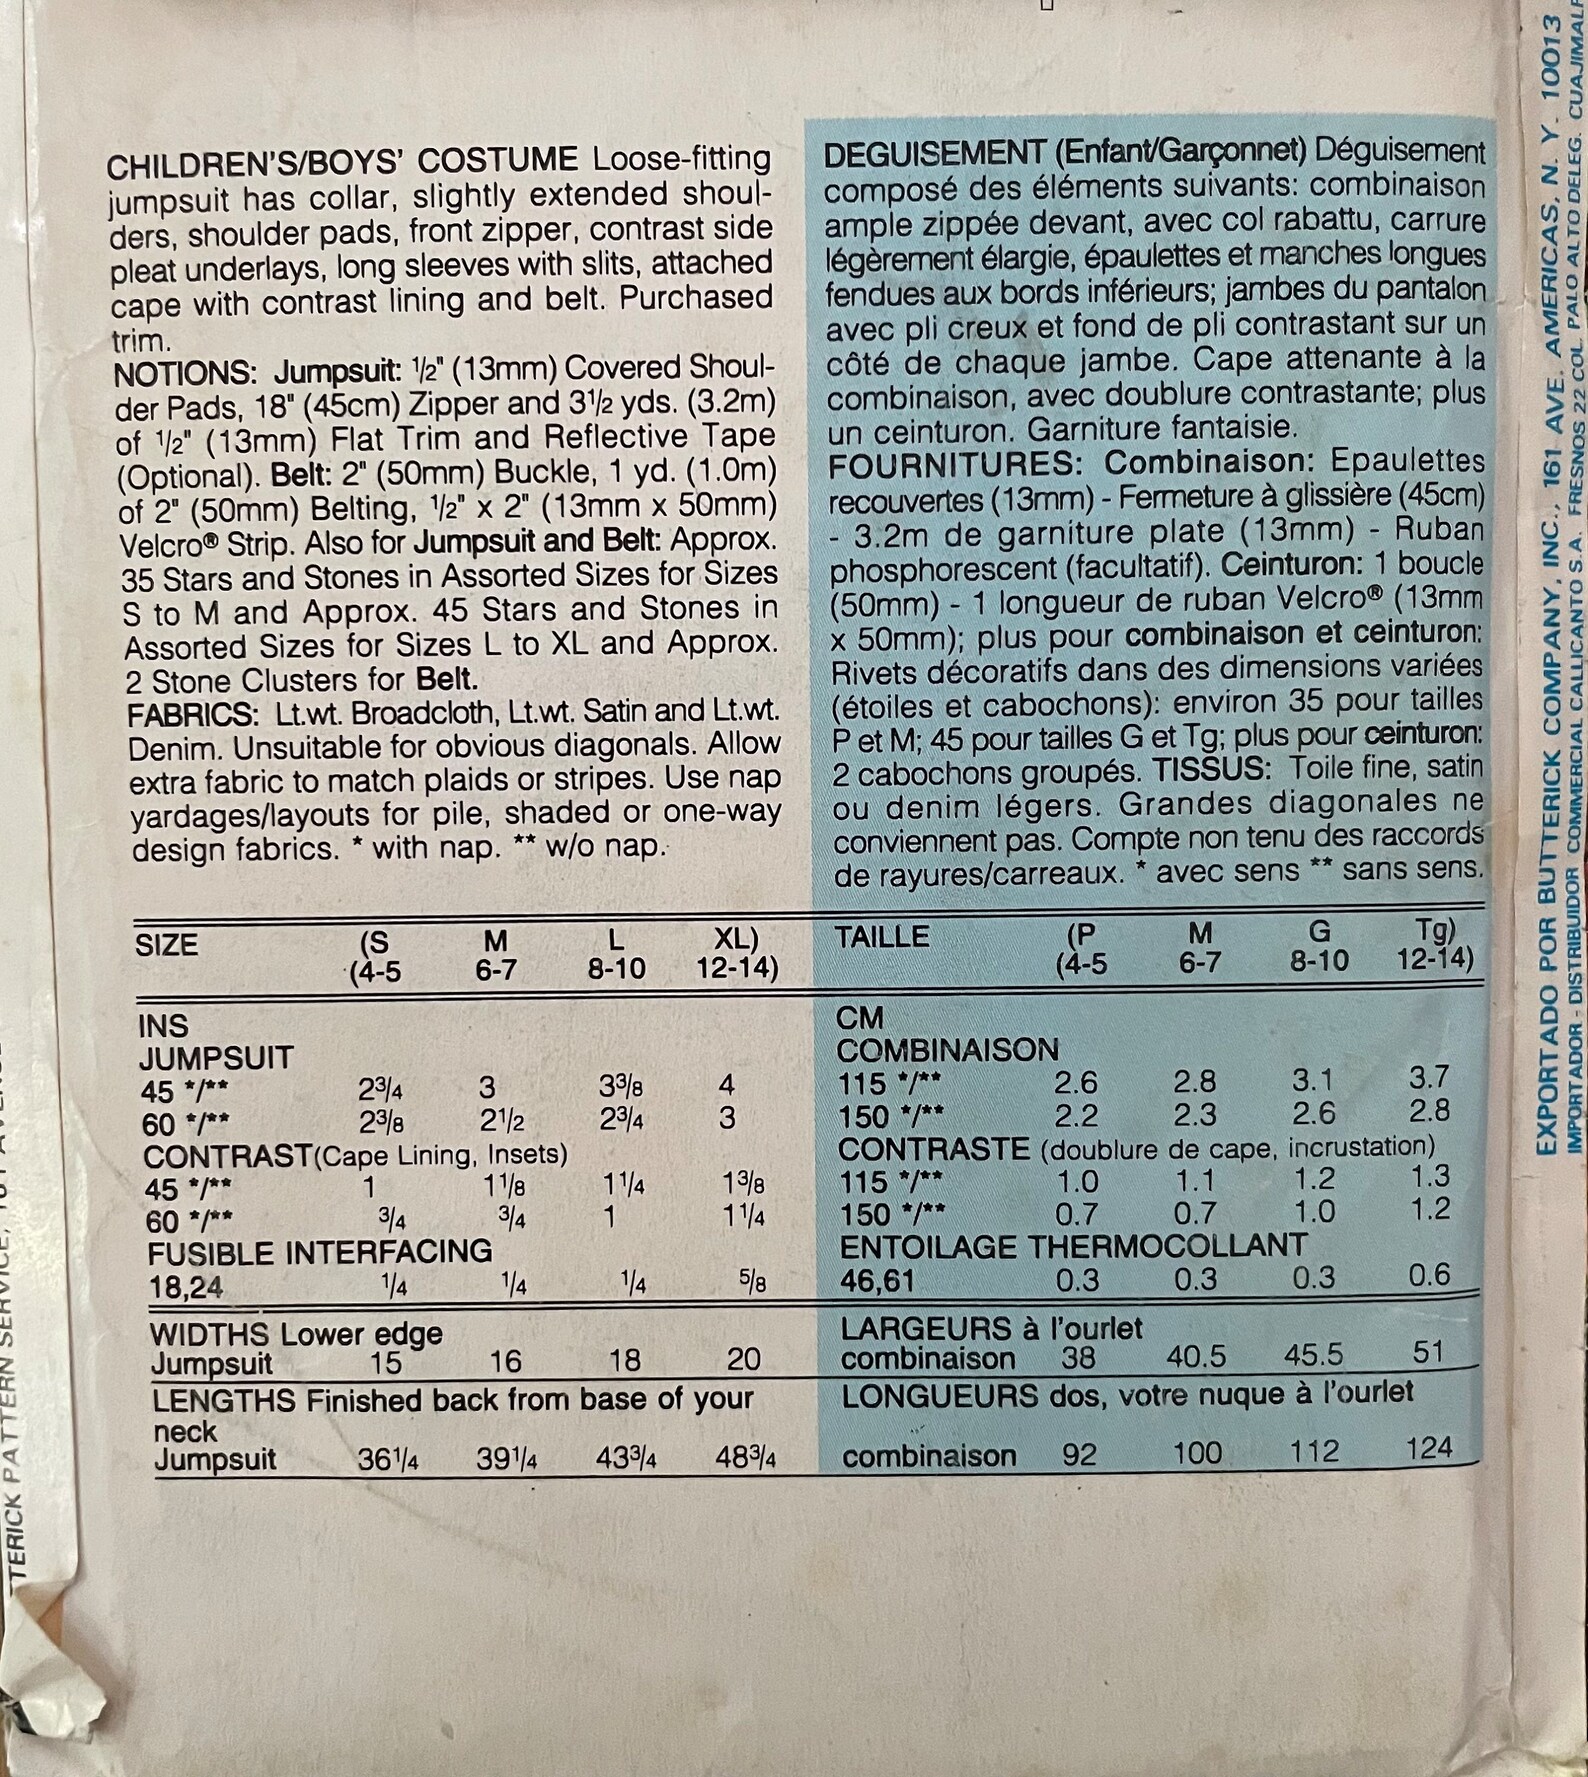 CHILDREN'S/BOYS' COSTUME Loose-fitting
jumpsuit has collar, slightly extended shoul-
ders, shoulder pads, front zipper, contrast side
pleat underlays, long sleeves with slits, attached
cape with contrast lining and belt. Purchased
trim.
NOTIONS: Jumpsuit: 1/2" (13mm) Covered Shoul-
der Pads, 18" (45cm) Zipper and 3 1/2 yds. (3.2m)
of 1/2" (13mm) Flat Trim and Reflective Tape
(Optional). Belt: 2" (50mm) Buckle, 1 yd. (1.0m)
of 2" (50mm) Belting, 1/2" x 2" (13mm x 50mm)
Velcro® Strip. Also for Jumpsuit and Belt: Approx.
35 Stars and Stones in Assorted Sizes for Sizes
S to M and Approx. 45 Stars and Stones in
Assorted Sizes for Sizes L to XL and Approx.
2 Stone Clusters for Belt.
FABRICS: Lt.wt. Broadcloth, Lt.wt. Satin and Lt.wt.
Denim. Unsuitable for obvious diagonals. Allow
extra fabric to match plaids or stripes. Use nap
yardages/layouts for pile, shaded or one-way
design fabrics. * with nap. ** w/o nap.
SIZE (S M L XL)
(4-5 6-7 8-10 12-14)
INS
JUMPSUIT
45 */** 2 3/4 3 3 3/8 4
60 */** 2 3/8 2 1/2 2 3/4 3
CONTRAST(Cape Lining, Insets)
45 */** 1 1 1/8 1 1/4 1 3/8
60 */** 3/4 3/4 1 1 1/4
FUSIBLE INTERFACING
18,24 1/4 1/4 1/4 5/8
WIDTHS Lower edge
Jumpsuit 15 16 18 20
LENGTHS Finished back from base of your
neck
Jumpsuit 36 1/4 39 1/4 43 3/4 48 3/4
DEGUISEMENT (Enfant/Garçonnet) Déguisement
composé des éléments suivants: combinaison
ample zippée devant, avec col rabattu, carrure
légèrement élargie, épaulettes et manches longues
fendues aux bords inférieurs; jambes du pantalon
avec pli creux et fond de pli contrastant sur un
côté de chaque jambe. Cape attenante à la
combinaison, avec doublure contrastante; plus
un ceinturon. Garniture fantaisie.
FOURNITURES: Combinaison: Epaulettes
recouvertes (13mm) - Fermeture à glissière (45cm)
- 3.2m de garniture plate (13mm) - Ruban
phosphorescent (facultatif). Ceinturon: 1 boucle
(50mm) - 1 longueur de ruban Velcro® (13mm
x 50mm); plus pour combinaison et ceinturon:
Rivets décoratifs dans des dimensions variées
(étoiles et cabochons): environ 35 pour tailles
P et M; 45 pour tailles G et Tg; plus pour ceinturon:
2 cabochons groupés. TISSUS: Toile fine, satin
ou denim légers. Grandes diagonales ne
conviennent pas. Compte non tenu des raccords
de rayures/carreaux. * avec sens ** sans sens.
TAILLE (P M G Tg)
(4-5 6-7 8-10 12-14)
CM
COMBINAISON
115 */** 2.6 2.8 3.1 3.7
150 */** 2.2 2.3 2.6 2.8
CONTRASTE (doublure de cape, incrustation)
115 */** 1.0 1.1 1.2 1.3
150 */** 0.7 0.7 1.0 1.2
ENTOILAGE THERMOCOLLANT
46,61 0.3 0.3 0.3 0.6
LARGEURS à l'ourlet
combinaison 38 40.5 45.5 51
LONGUEURS dos, votre nuque à l'ourlet
combinaison 92 100 112 124
EXPORTADO POR BUTTERICK COMPANY, INC., 161 AVE. AMERICAS, N. Y. 10013
IMPORTADOR - DISTRIBUIDOR COMMERCIAL CALLICANTO S.A. FRESNOS 22 COL. PALO ALTO DELEG.
TERICK PATTERN SERVICE,